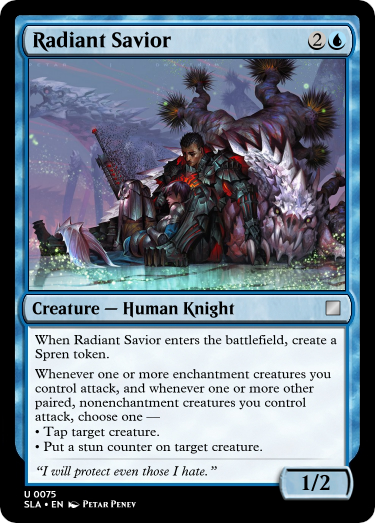 Radiant Savior 2
Creature — Human Knight
When Radiant Savior enters the battlefield, create a
Spren token.
Whenever one or more enchantment creatures you
control attack, and whenever one or more other
paired, nonenchantment creatures you control
attack, choose one —
• Tap target creature.
• Put a stun counter on target creature.
“I will protect even those I hate.”
1/2
U 0075
SLA • EN Petar Penev